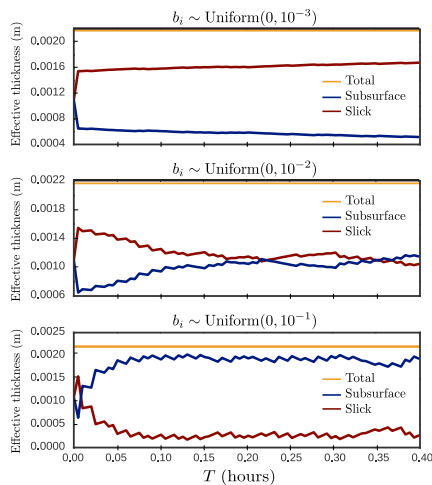 b_i ∼ Uniform(0, 10^{-3})
Effective thickness (m)
0.0020
0.0016
0.0012
0.0008
0.0004
Total
Subsurface
Slick
b_i ∼ Uniform(0, 10^{-2})
Effective thickness (m)
0.0022
0.0018
0.0014
0.0010
0.0006
Total
Subsurface
Slick
b_i ∼ Uniform(0, 10^{-1})
Effective thickness (m)
0.0025
0.0020
0.0015
0.0010
0.0005
0.0000
Total
Subsurface
Slick
0.00 0.05 0.10 0.15 0.20 0.25 0.30 0.35 0.40
T (hours)